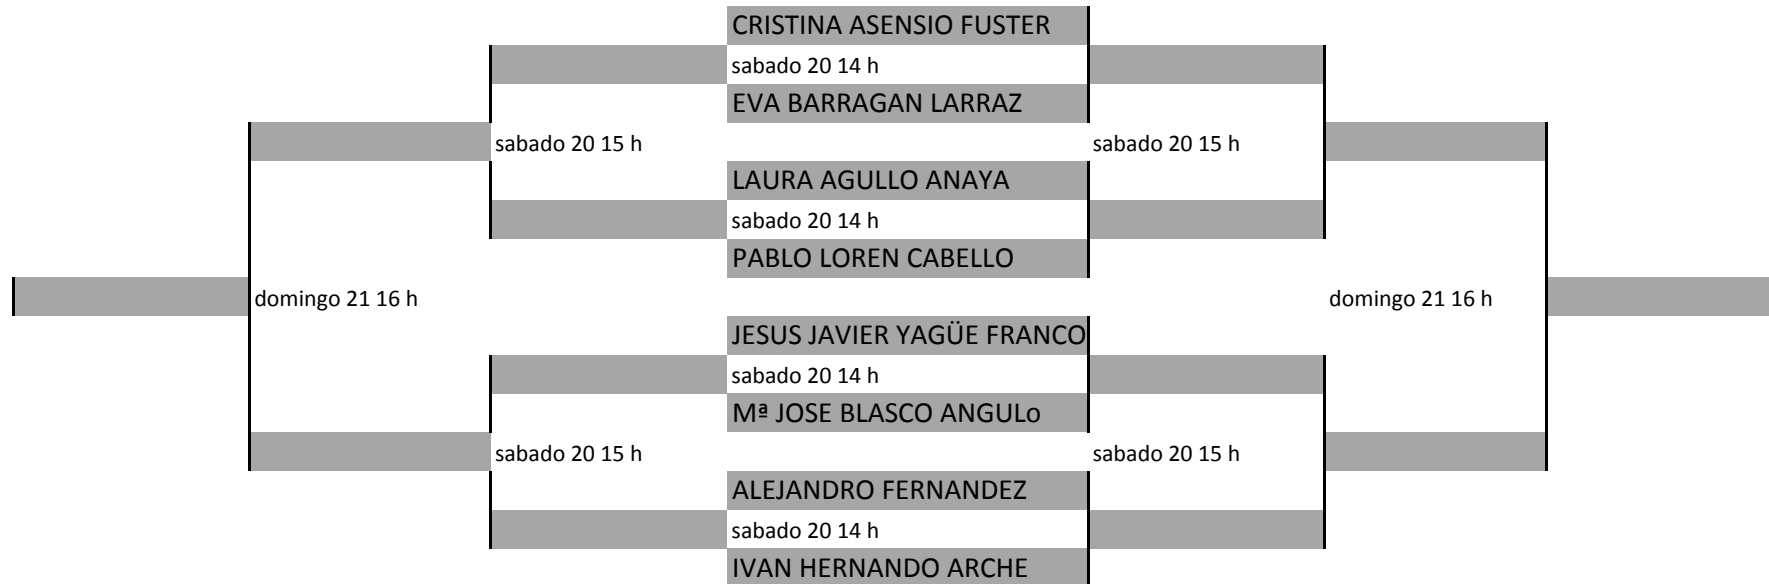 CRISTINA ASENSIO FUSTER
sabado 20 14 h
EVA BARRAGAN LARRAZ
sabado 20 15 h
sabado 20 15 h
LAURA AGULLO ANAYA
sabado 20 14 h
PABLO LOREN CABELLO
domingo 21 16 h
domingo 21 16 h
JESUS JAVIER YAGÜE FRANCO
sabado 20 14 h
Mª JOSE BLASCO ANGULo
sabado 20 15 h
sabado 20 15 h
ALEJANDRO FERNANDEZ
sabado 20 14 h
IVAN HERNANDO ARCHE